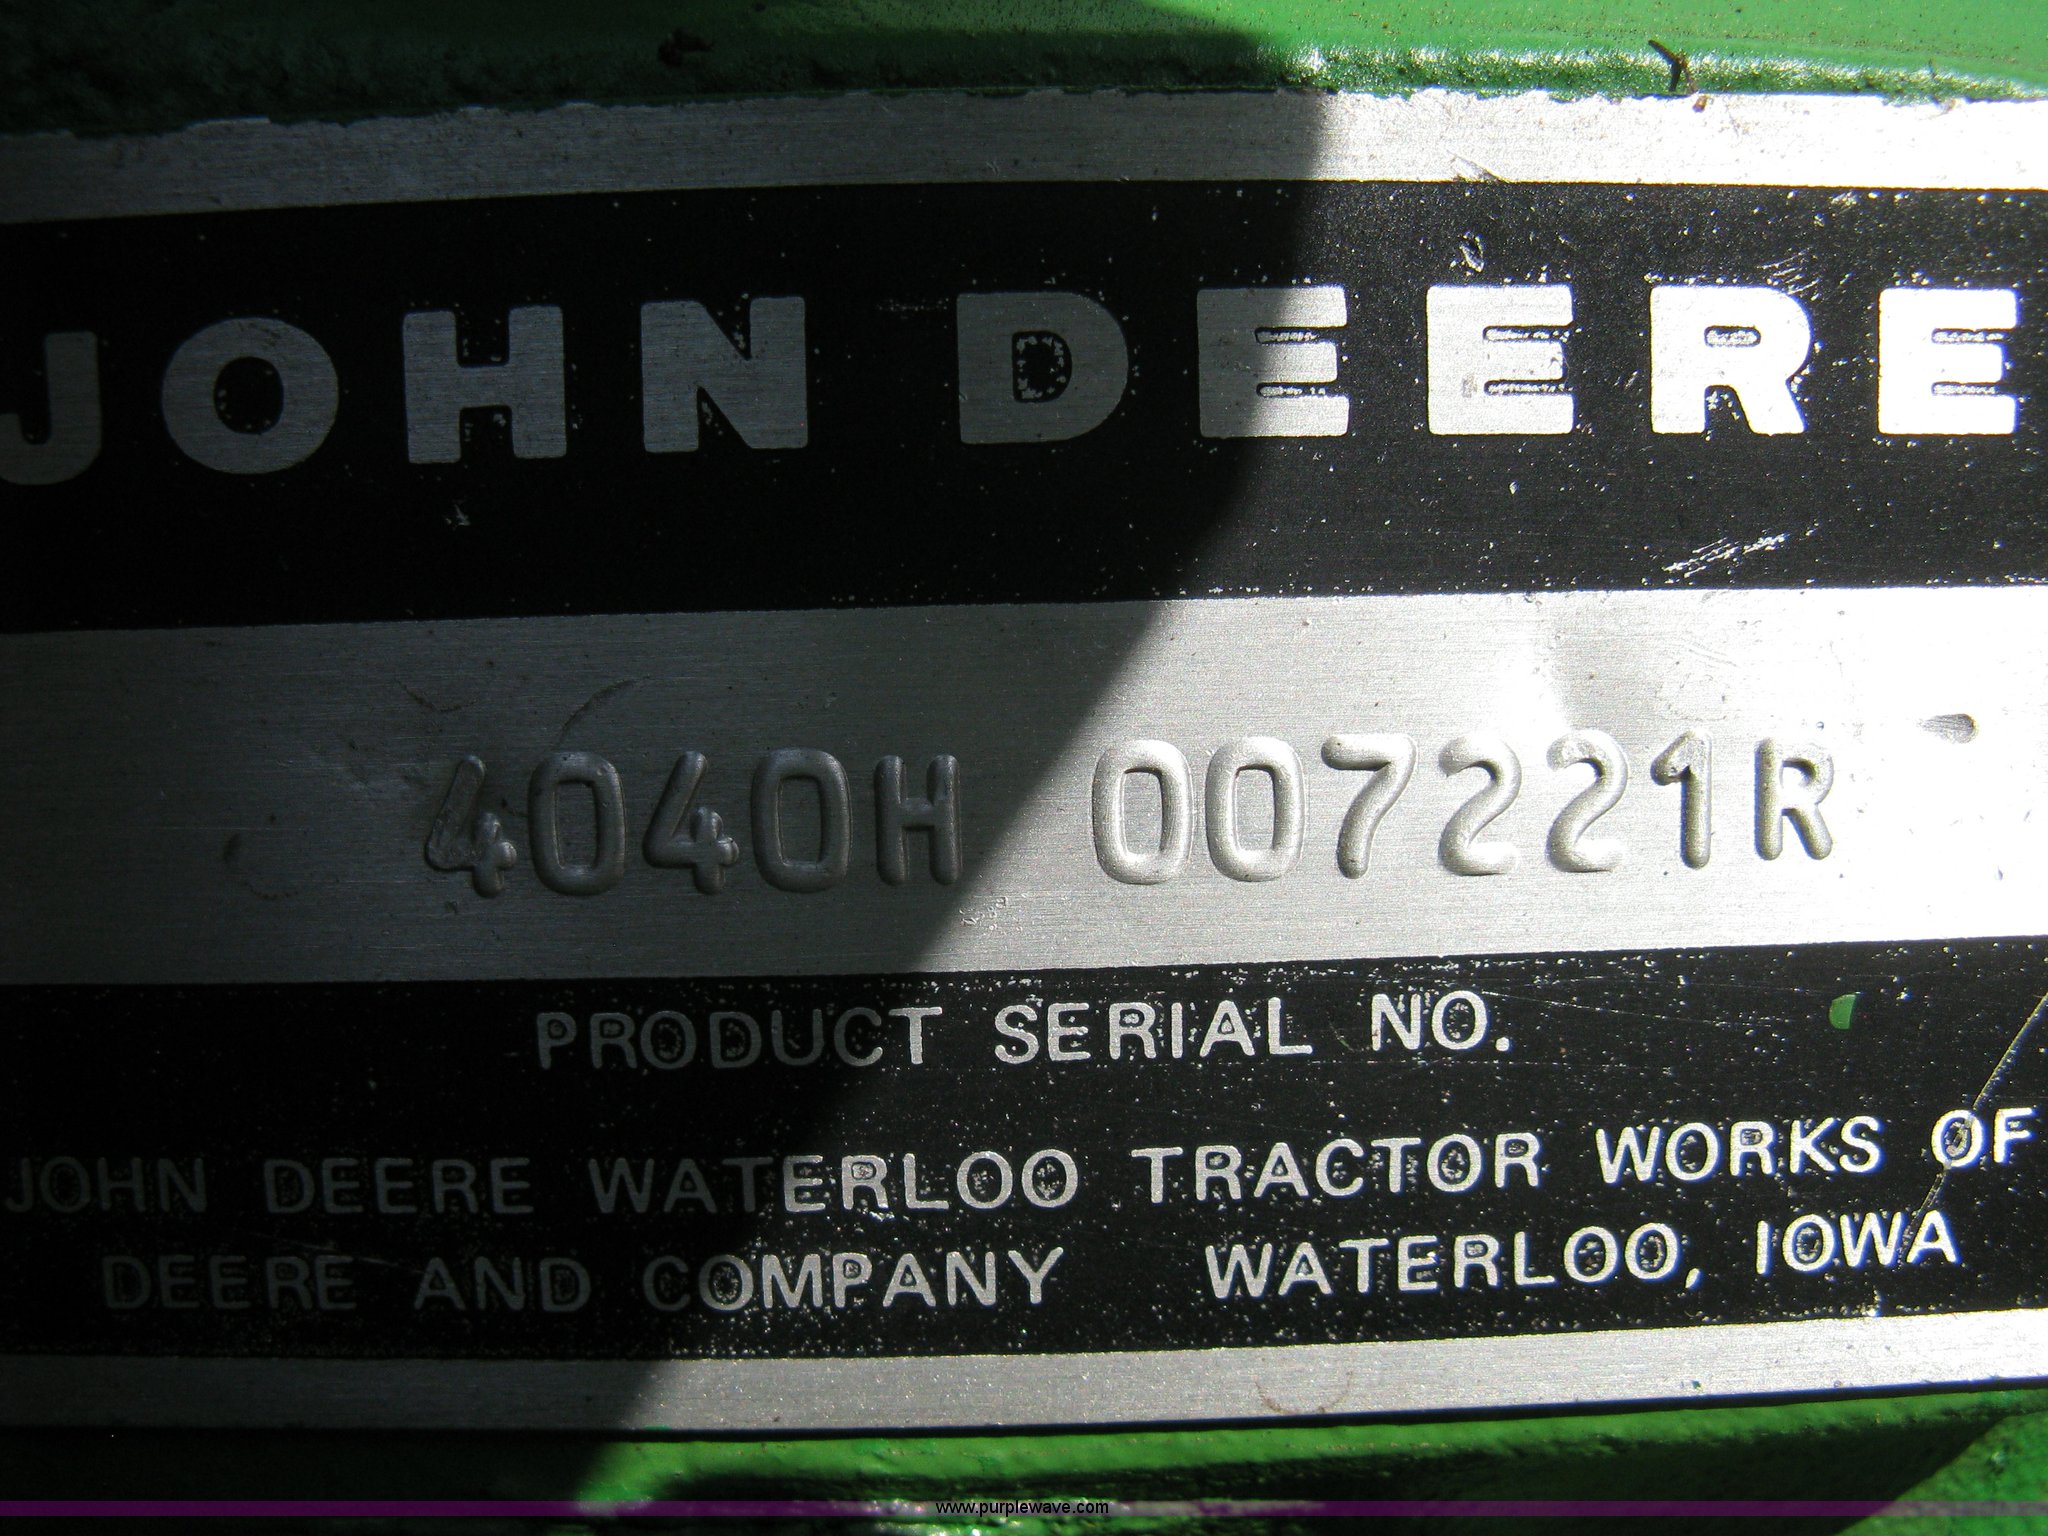 JOHN DEERE
4040H 007221R
PRODUCT SERIAL NO.
JOHN DEERE WATERLOO TRACTOR WORKS OF
DEERE AND COMPANY WATERLOO, IOWA
www.purplewave.com